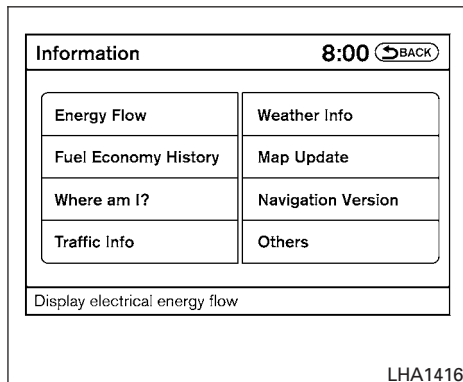 Information 8:00 BACK
Energy Flow Weather Info
Fuel Economy History Map Update
Where am I? Navigation Version
Traffic Info Others
Display electrical energy flow
LHA1416